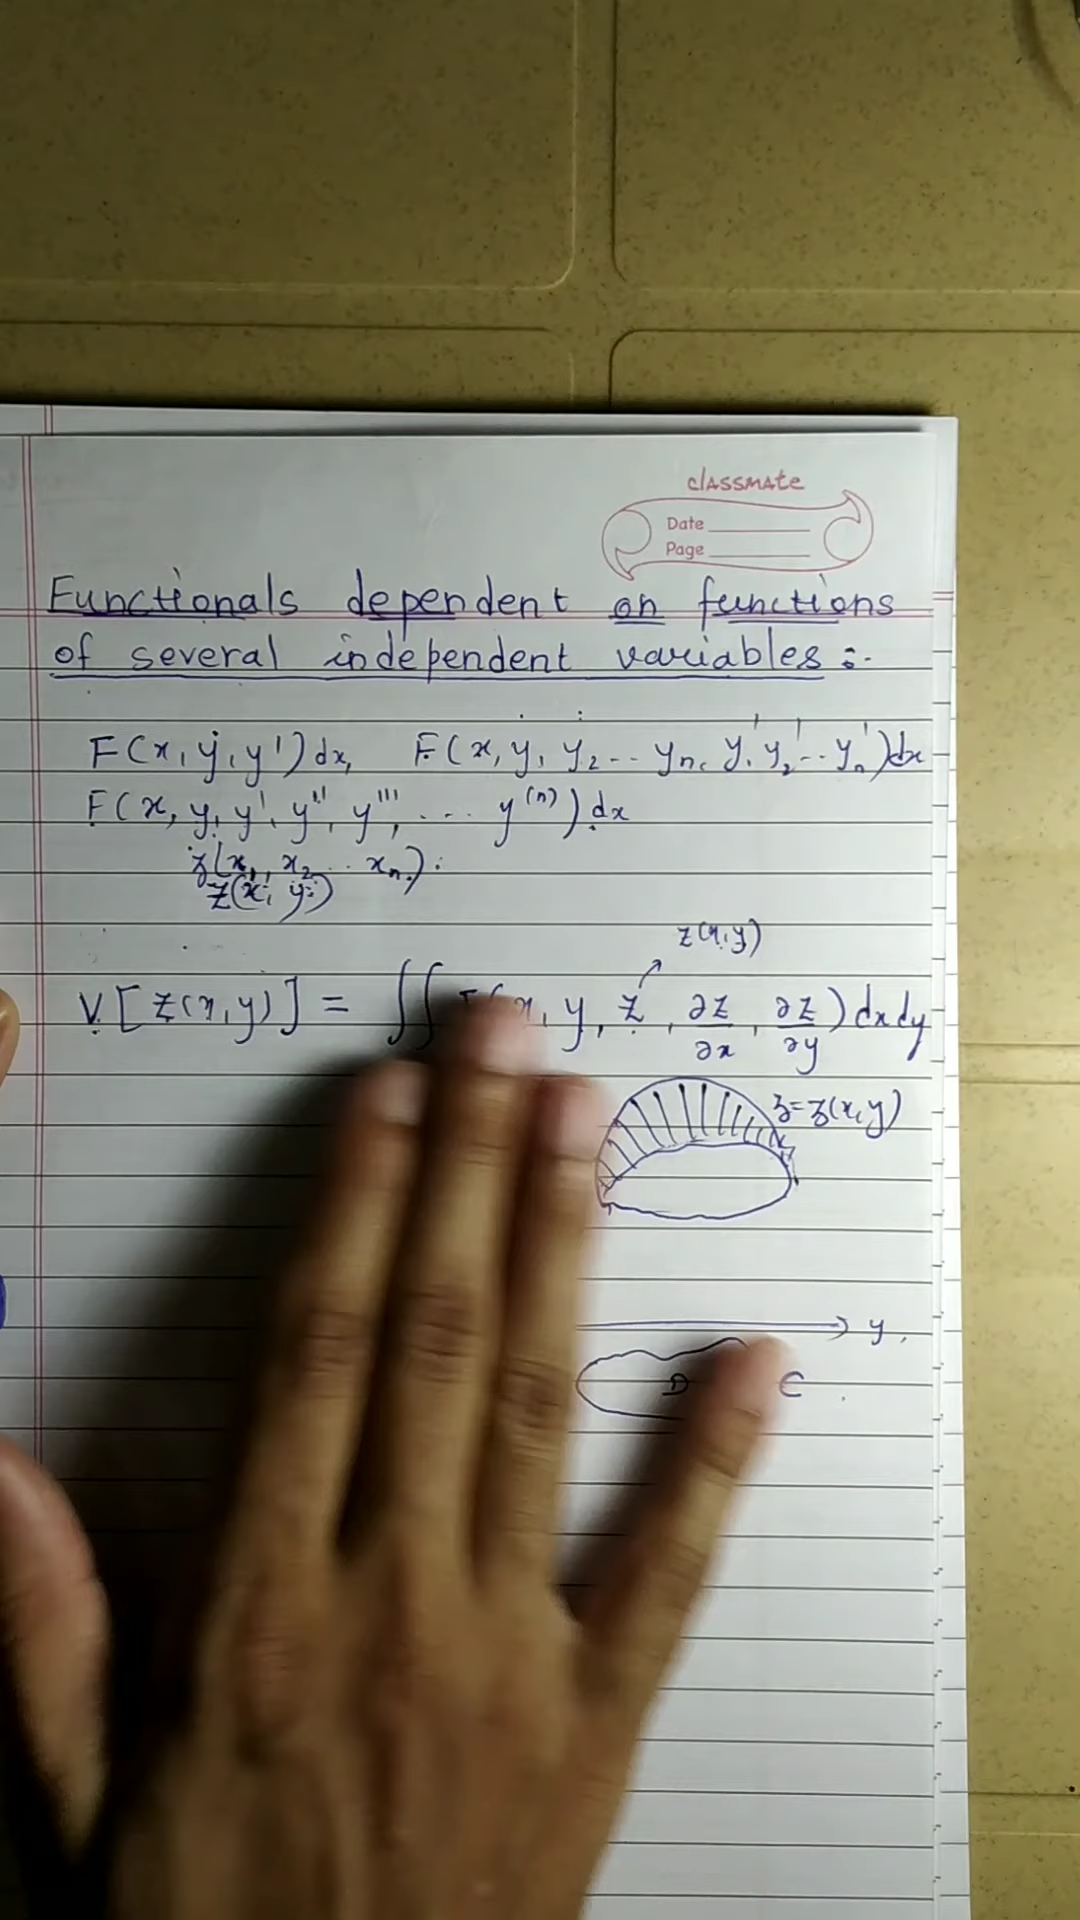 classmate
Date
Page
Functionals dependent on functions
of several independent variables :-
F(x, y, y') dx, F(x, y, y₂ -- yₙ, y₁' y₂' -- yₙ') dx
F(x, y, y', y'', y''', ... y⁽ⁿ⁾) dx
z(x₁, x₂ .. xₙ).
z(x, y)
z(x,y)
V[z(x,y)] = ∬ x, y, z, ∂z/∂x, ∂z/∂y) dx dy
z=z(x,y)
y
D C